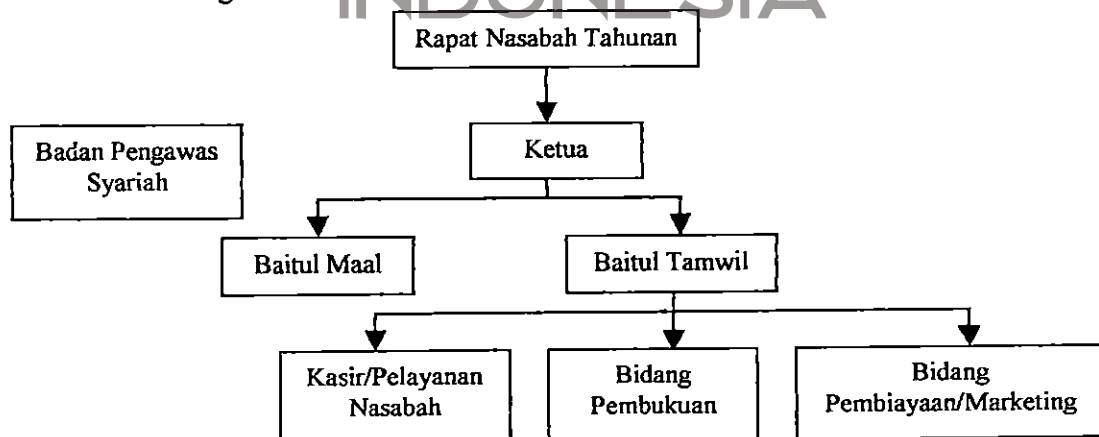 INDONESIA
Rapat Nasabah Tahunan
Ketua
Badan Pengawas
Syariah
Baitul Maal
Baitul Tamwil
Kasir/Pelayanan
Nasabah
Bidang
Pembukuan
Bidang
Pembiayaan/Marketing